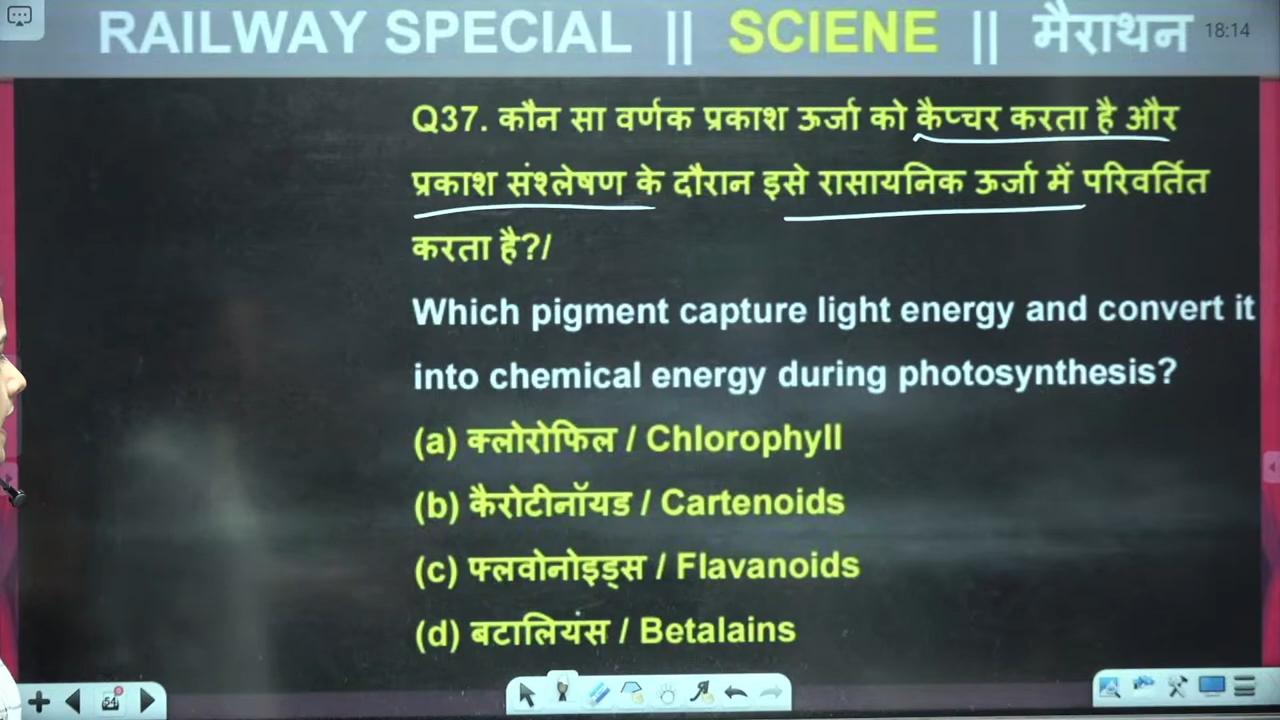 RAILWAY SPECIAL || SCIENE || मैराथन 18:14
Q37. कौन सा वर्णक प्रकाश ऊर्जा को कैप्चर करता है और
प्रकाश संश्लेषण के दौरान इसे रासायनिक ऊर्जा में परिवर्तित
करता है?/
Which pigment capture light energy and convert it
into chemical energy during photosynthesis?
(a) क्लोरोफिल / Chlorophyll
(b) कैरोटीनॉयड / Cartenoids
(c) फ्लवोनोइड्स / Flavanoids
(d) बटालियंस / Betalains
54